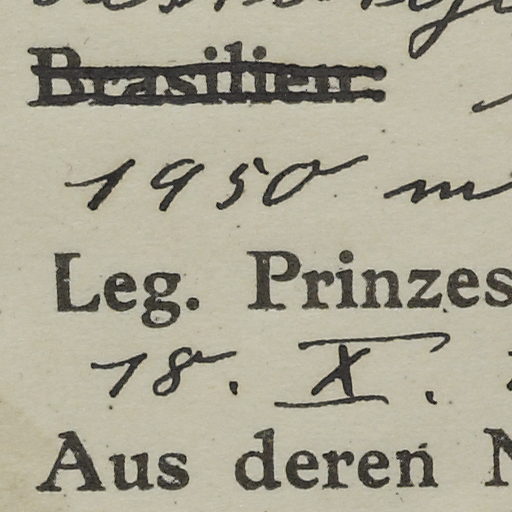 Brasilien
1950 m
Leg. Prinzes
18. X.
Aus deren N